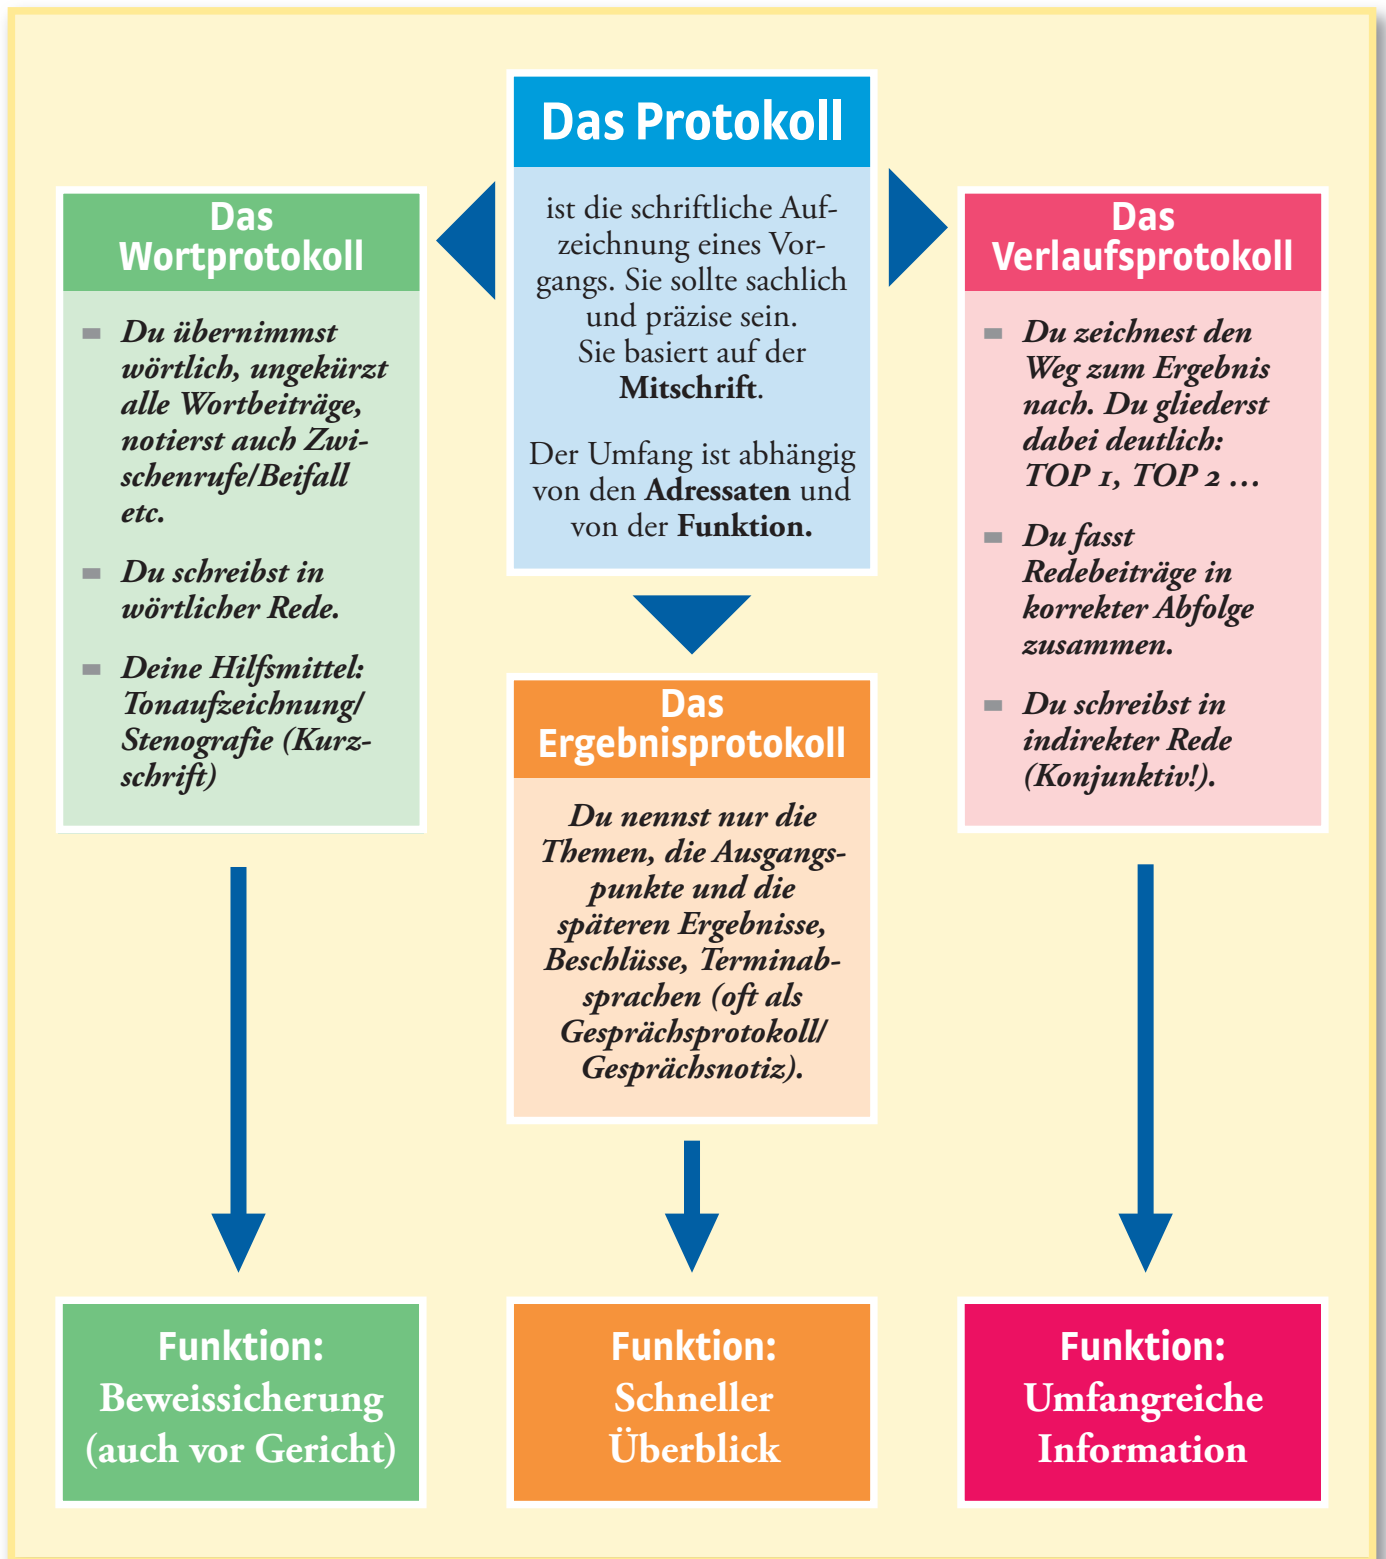 Das Protokoll
ist die schriftliche Auf-
zeichnung eines Vor-
gangs. Sie sollte sachlich
und präzise sein.
Sie basiert auf der
Mitschrift.
Der Umfang ist abhängig
von den Adressaten und
von der Funktion.
Das
Wortprotokoll
Du übernimmst
wörtlich, ungekürzt
alle Wortbeiträge,
notierst auch Zwi-
schenrufe/Beifall
etc.
Du schreibst in
wörtlicher Rede.
Deine Hilfsmittel:
Tonaufzeichnung/
Stenografie (Kurz-
schrift)
Das
Ergebnisprotokoll
Du nennst nur die
Themen, die Ausgangs-
punkte und die
späteren Ergebnisse,
Beschlüsse, Terminab-
sprachen (oft als
Gesprächsprotokoll/
Gesprächsnotiz).
Das
Verlaufsprotokoll
Du zeichnest den
Weg zum Ergebnis
nach. Du gliederst
dabei deutlich:
TOP 1, TOP 2 …
Du fasst
Redebeiträge in
korrekter Abfolge
zusammen.
Du schreibst in
indirekter Rede
(Konjunktiv!).
Funktion:
Beweissicherung
(auch vor Gericht)
Funktion:
Schneller
Überblick
Funktion:
Umfangreiche
Information